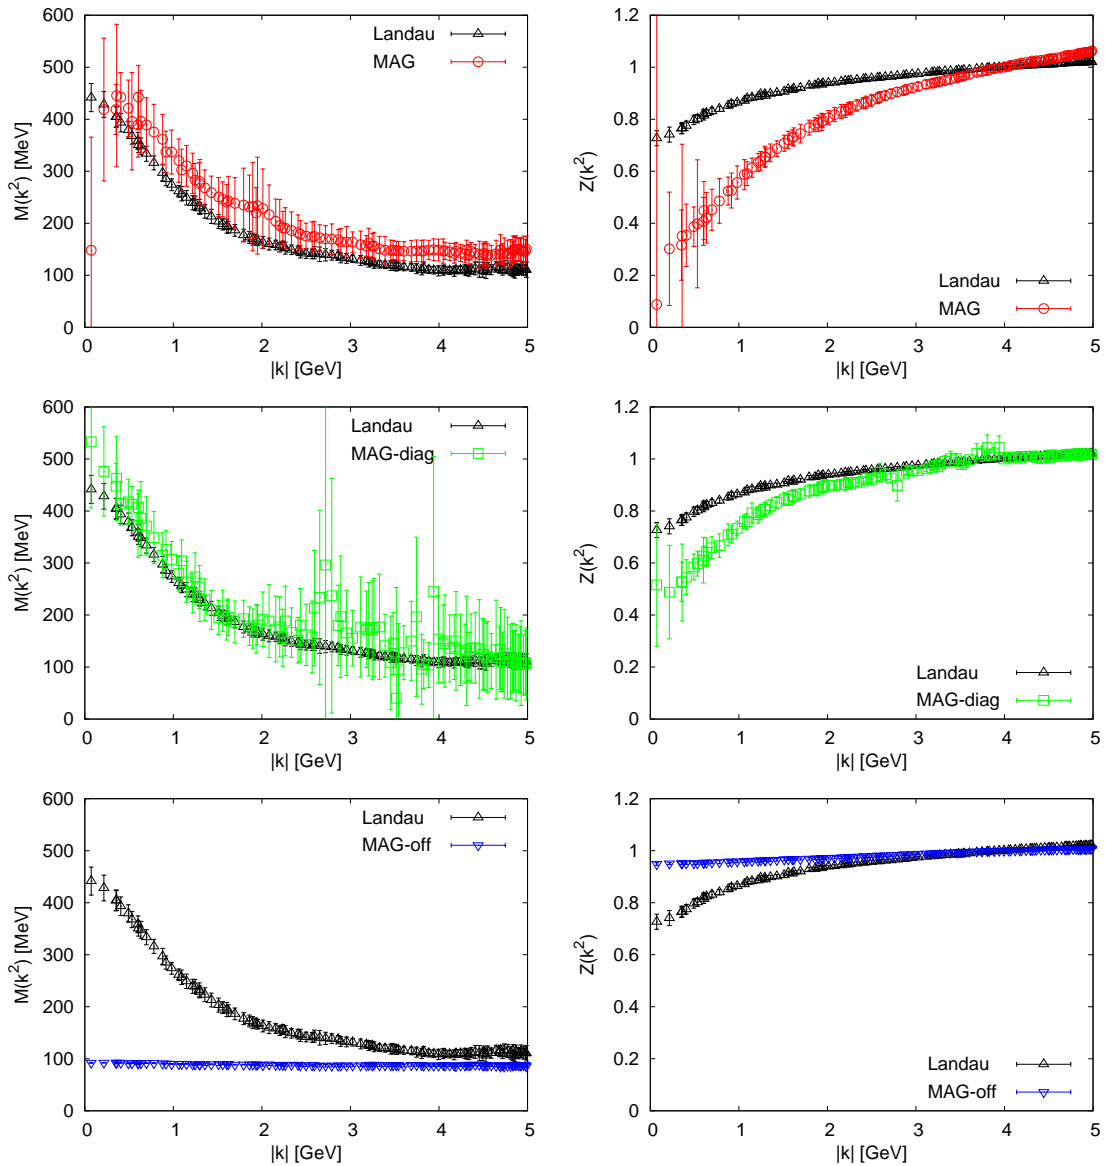 600
500
400
300
200
100
0
M(k²) [MeV]
Landau
MAG
0 1 2 3 4 5
|k| [GeV]
1.2
1
0.8
0.6
0.4
0.2
0
Z(k²)
Landau
MAG
0 1 2 3 4 5
|k| [GeV]
600
500
400
300
200
100
0
M(k²) [MeV]
Landau
MAG-diag
0 1 2 3 4 5
|k| [GeV]
1.2
1
0.8
0.6
0.4
0.2
0
Z(k²)
Landau
MAG-diag
0 1 2 3 4 5
|k| [GeV]
600
500
400
300
200
100
0
M(k²) [MeV]
Landau
MAG-off
0 1 2 3 4 5
|k| [GeV]
1.2
1
0.8
0.6
0.4
0.2
0
Z(k²)
Landau
MAG-off
0 1 2 3 4 5
|k| [GeV]